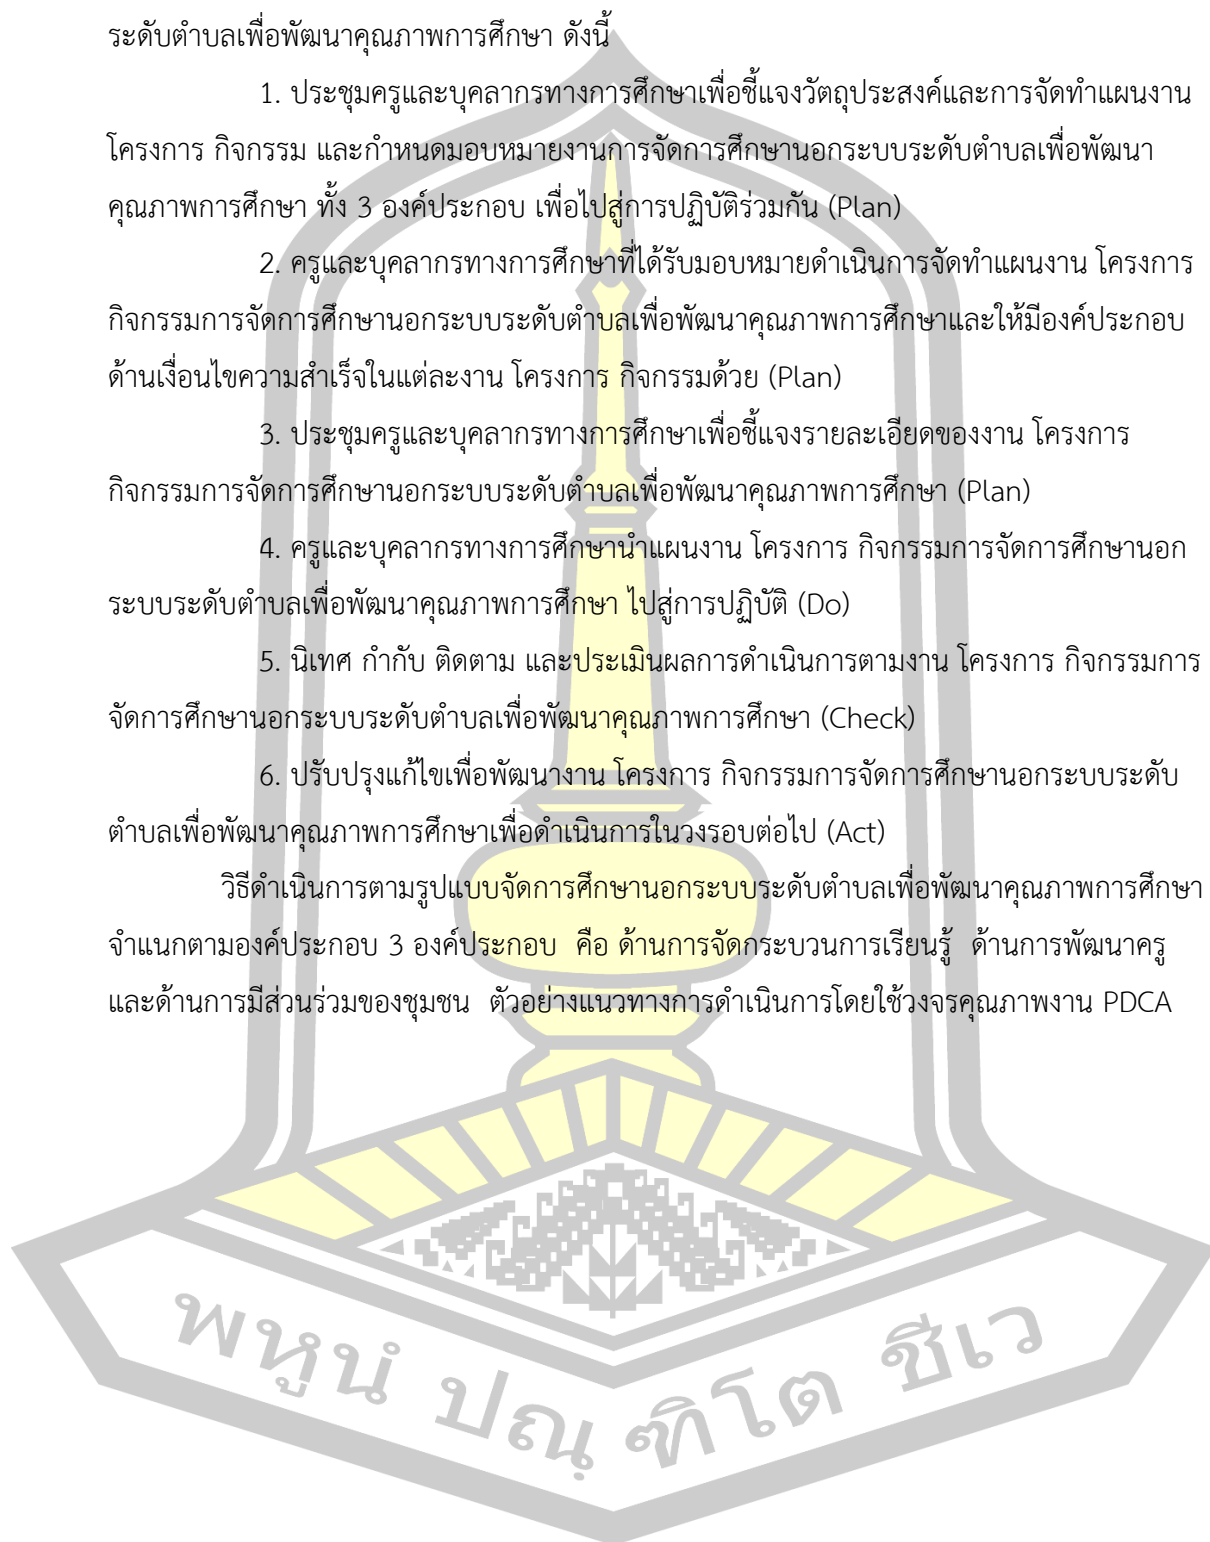 ระดับตำบลเพื่อพัฒนาคุณภาพการศึกษา ดังนี้
1. ประชุมครูและบุคลากรทางการศึกษาเพื่อชี้แจงวัตถุประสงค์และการจัดทำแผนงาน
โครงการ กิจกรรม และกำหนดมอบหมายงานการจัดการศึกษานอกระบบระดับตำบลเพื่อพัฒนา
คุณภาพการศึกษา ทั้ง 3 องค์ประกอบ เพื่อไปสู่การปฏิบัติร่วมกัน (Plan)
2. ครูและบุคลากรทางการศึกษาที่ได้รับมอบหมายดำเนินการจัดทำแผนงาน โครงการ
กิจกรรมการจัดการศึกษานอกระบบระดับตำบลเพื่อพัฒนาคุณภาพการศึกษาและให้มีองค์ประกอบ
ด้านเงื่อนไขความสำเร็จในแต่ละงาน โครงการ กิจกรรมด้วย (Plan)
3. ประชุมครูและบุคลากรทางการศึกษาเพื่อชี้แจงรายละเอียดของงาน โครงการ
กิจกรรมการจัดการศึกษานอกระบบระดับตำบลเพื่อพัฒนาคุณภาพการศึกษา (Plan)
4. ครูและบุคลากรทางการศึกษานำแผนงาน โครงการ กิจกรรมการจัดการศึกษานอก
ระบบระดับตำบลเพื่อพัฒนาคุณภาพการศึกษา ไปสู่การปฏิบัติ (Do)
5. นิเทศ กำกับ ติดตาม และประเมินผลการดำเนินการตามงาน โครงการ กิจกรรมการ
จัดการศึกษานอกระบบระดับตำบลเพื่อพัฒนาคุณภาพการศึกษา (Check)
6. ปรับปรุงแก้ไขเพื่อพัฒนางาน โครงการ กิจกรรมการจัดการศึกษานอกระบบระดับ
ตำบลเพื่อพัฒนาคุณภาพการศึกษาเพื่อดำเนินการในวงรอบต่อไป (Act)
วิธีดำเนินการตามรูปแบบจัดการศึกษานอกระบบระดับตำบลเพื่อพัฒนาคุณภาพการศึกษา
จำแนกตามองค์ประกอบ 3 องค์ประกอบ คือ ด้านการจัดกระบวนการเรียนรู้ ด้านการพัฒนาครู
และด้านการมีส่วนร่วมของชุมชน ตัวอย่างแนวทางการดำเนินการโดยใช้วงจรคุณภาพงาน PDCA
พหูนํ ปณฺฑิโต ชีเว